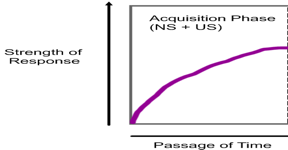 Acquisition Phase
(NS + US)
Strength of
Response
Passage of Time